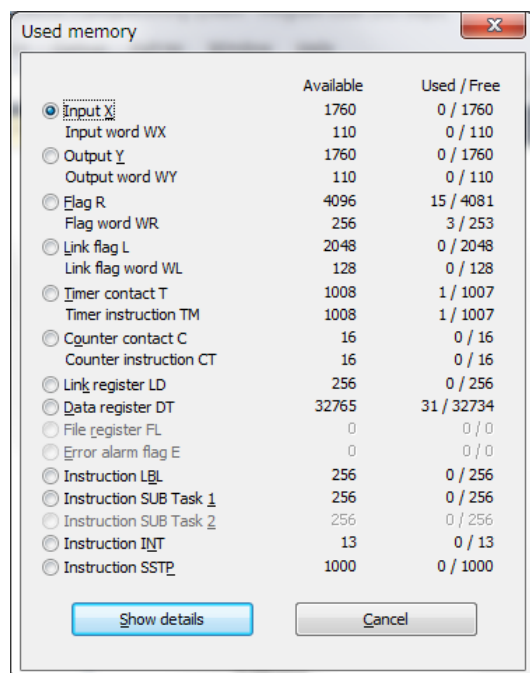 Used memory
Available Used / Free
Input X 1760 0 / 1760
Input word WX 110 0 / 110
Output Y 1760 0 / 1760
Output word WY 110 0 / 110
Flag R 4096 15 / 4081
Flag word WR 256 3 / 253
Link flag L 2048 0 / 2048
Link flag word WL 128 0 / 128
Timer contact T 1008 1 / 1007
Timer instruction TM 1008 1 / 1007
Counter contact C 16 0 / 16
Counter instruction CT 16 0 / 16
Link register LD 256 0 / 256
Data register DT 32765 31 / 32734
File register FL 0 0 / 0
Error alarm flag E 0 0 / 0
Instruction LBL 256 0 / 256
Instruction SUB Task 1 256 0 / 256
Instruction SUB Task 2 256 0 / 256
Instruction INT 13 0 / 13
Instruction SSTP 1000 0 / 1000
Show details Cancel